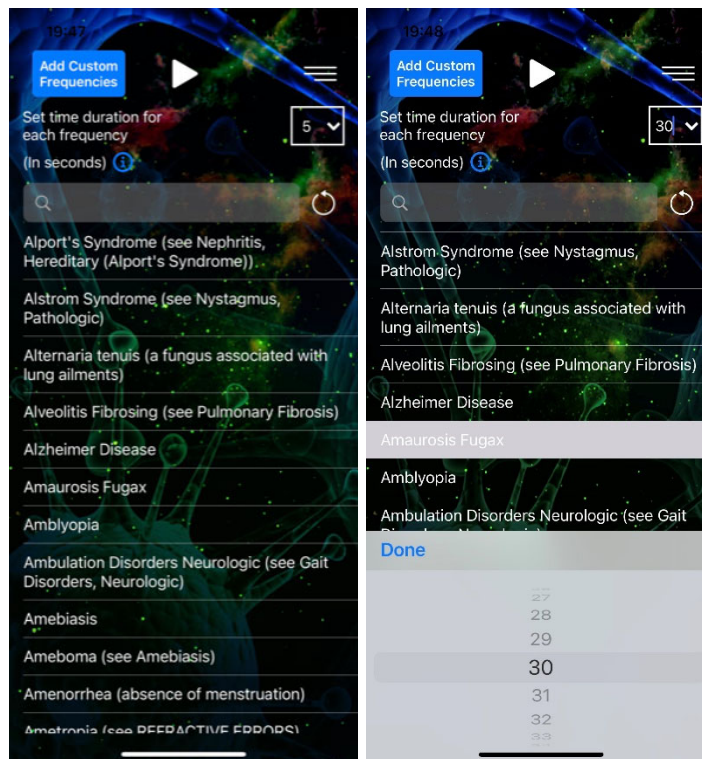 19:47
Add Custom
Frequencies
Set time duration for
each frequency
5
(In seconds)
Alport's Syndrome (see Nephritis,
Hereditary (Alport's Syndrome))
Alstrom Syndrome (see Nystagmus,
Pathologic)
Alternaria tenuis (a fungus associated with
lung ailments)
Alveolitis Fibrosing (see Pulmonary Fibrosis)
Alzheimer Disease
Amaurosis Fugax
Amblyopia
Ambulation Disorders Neurologic (see Gait
Disorders, Neurologic)
Amebiasis
Ameboma (see Amebiasis)
Amenorrhea (absence of menstruation)
Ametropia (see REFRACTIVE ERRORS)
19:48
Add Custom
Frequencies
Set time duration for
each frequency
30
(In seconds)
Alstrom Syndrome (see Nystagmus,
Pathologic)
Alternaria tenuis (a fungus associated with
lung ailments)
Alveolitis Fibrosing (see Pulmonary Fibrosis)
Alzheimer Disease
Amaurosis Fugax
Amblyopia
Ambulation Disorders Neurologic (see Gait
Done
27
28
29
30
31
32
33